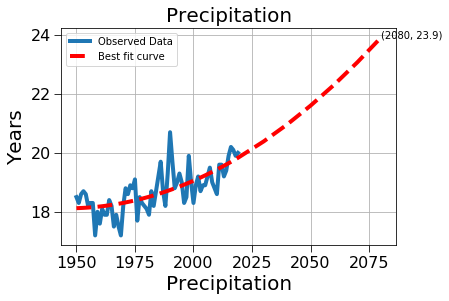 Precipitation
(2080, 23.9)
Observed Data
Best fit curve
Years
24
22
20
18
1950 1975 2000 2025 2050 2075
Precipitation